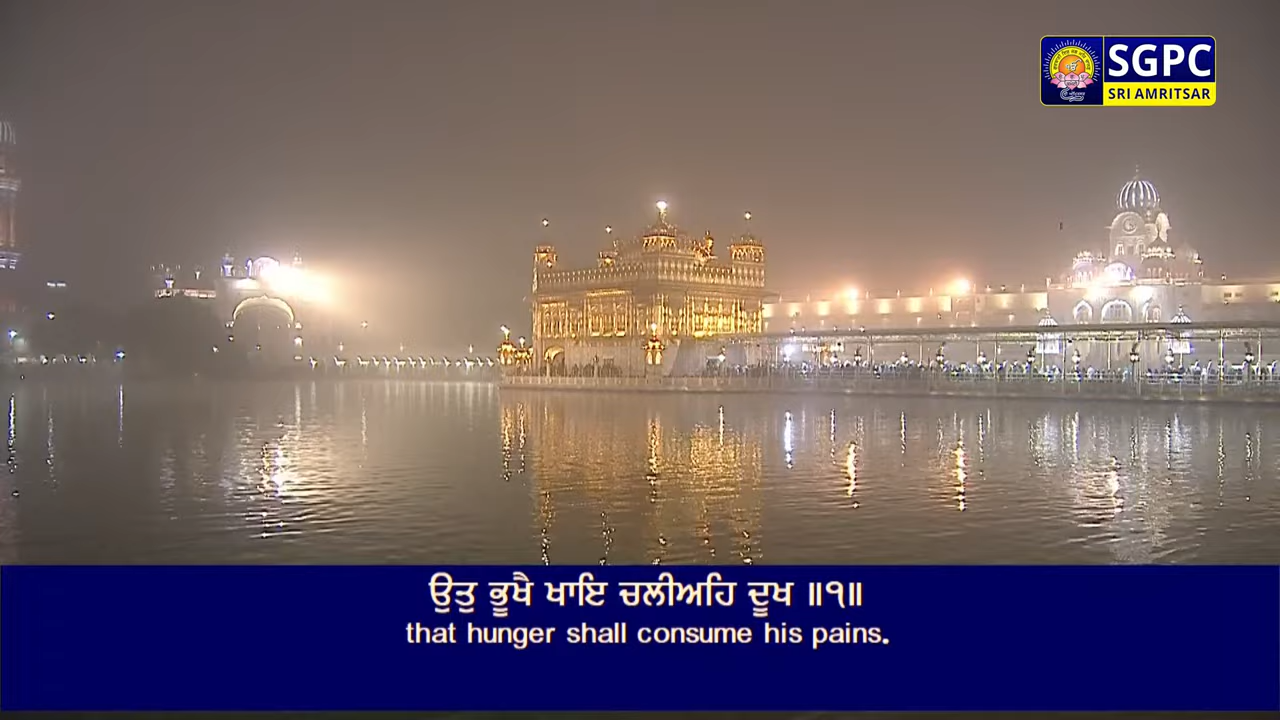 SGPC
SRI AMRITSAR
ਉਤੁ ਭੂਖੈ ਖਾਇ ਚਲੀਅਹਿ ਦੂਖ ॥੧॥
that hunger shall consume his pains.